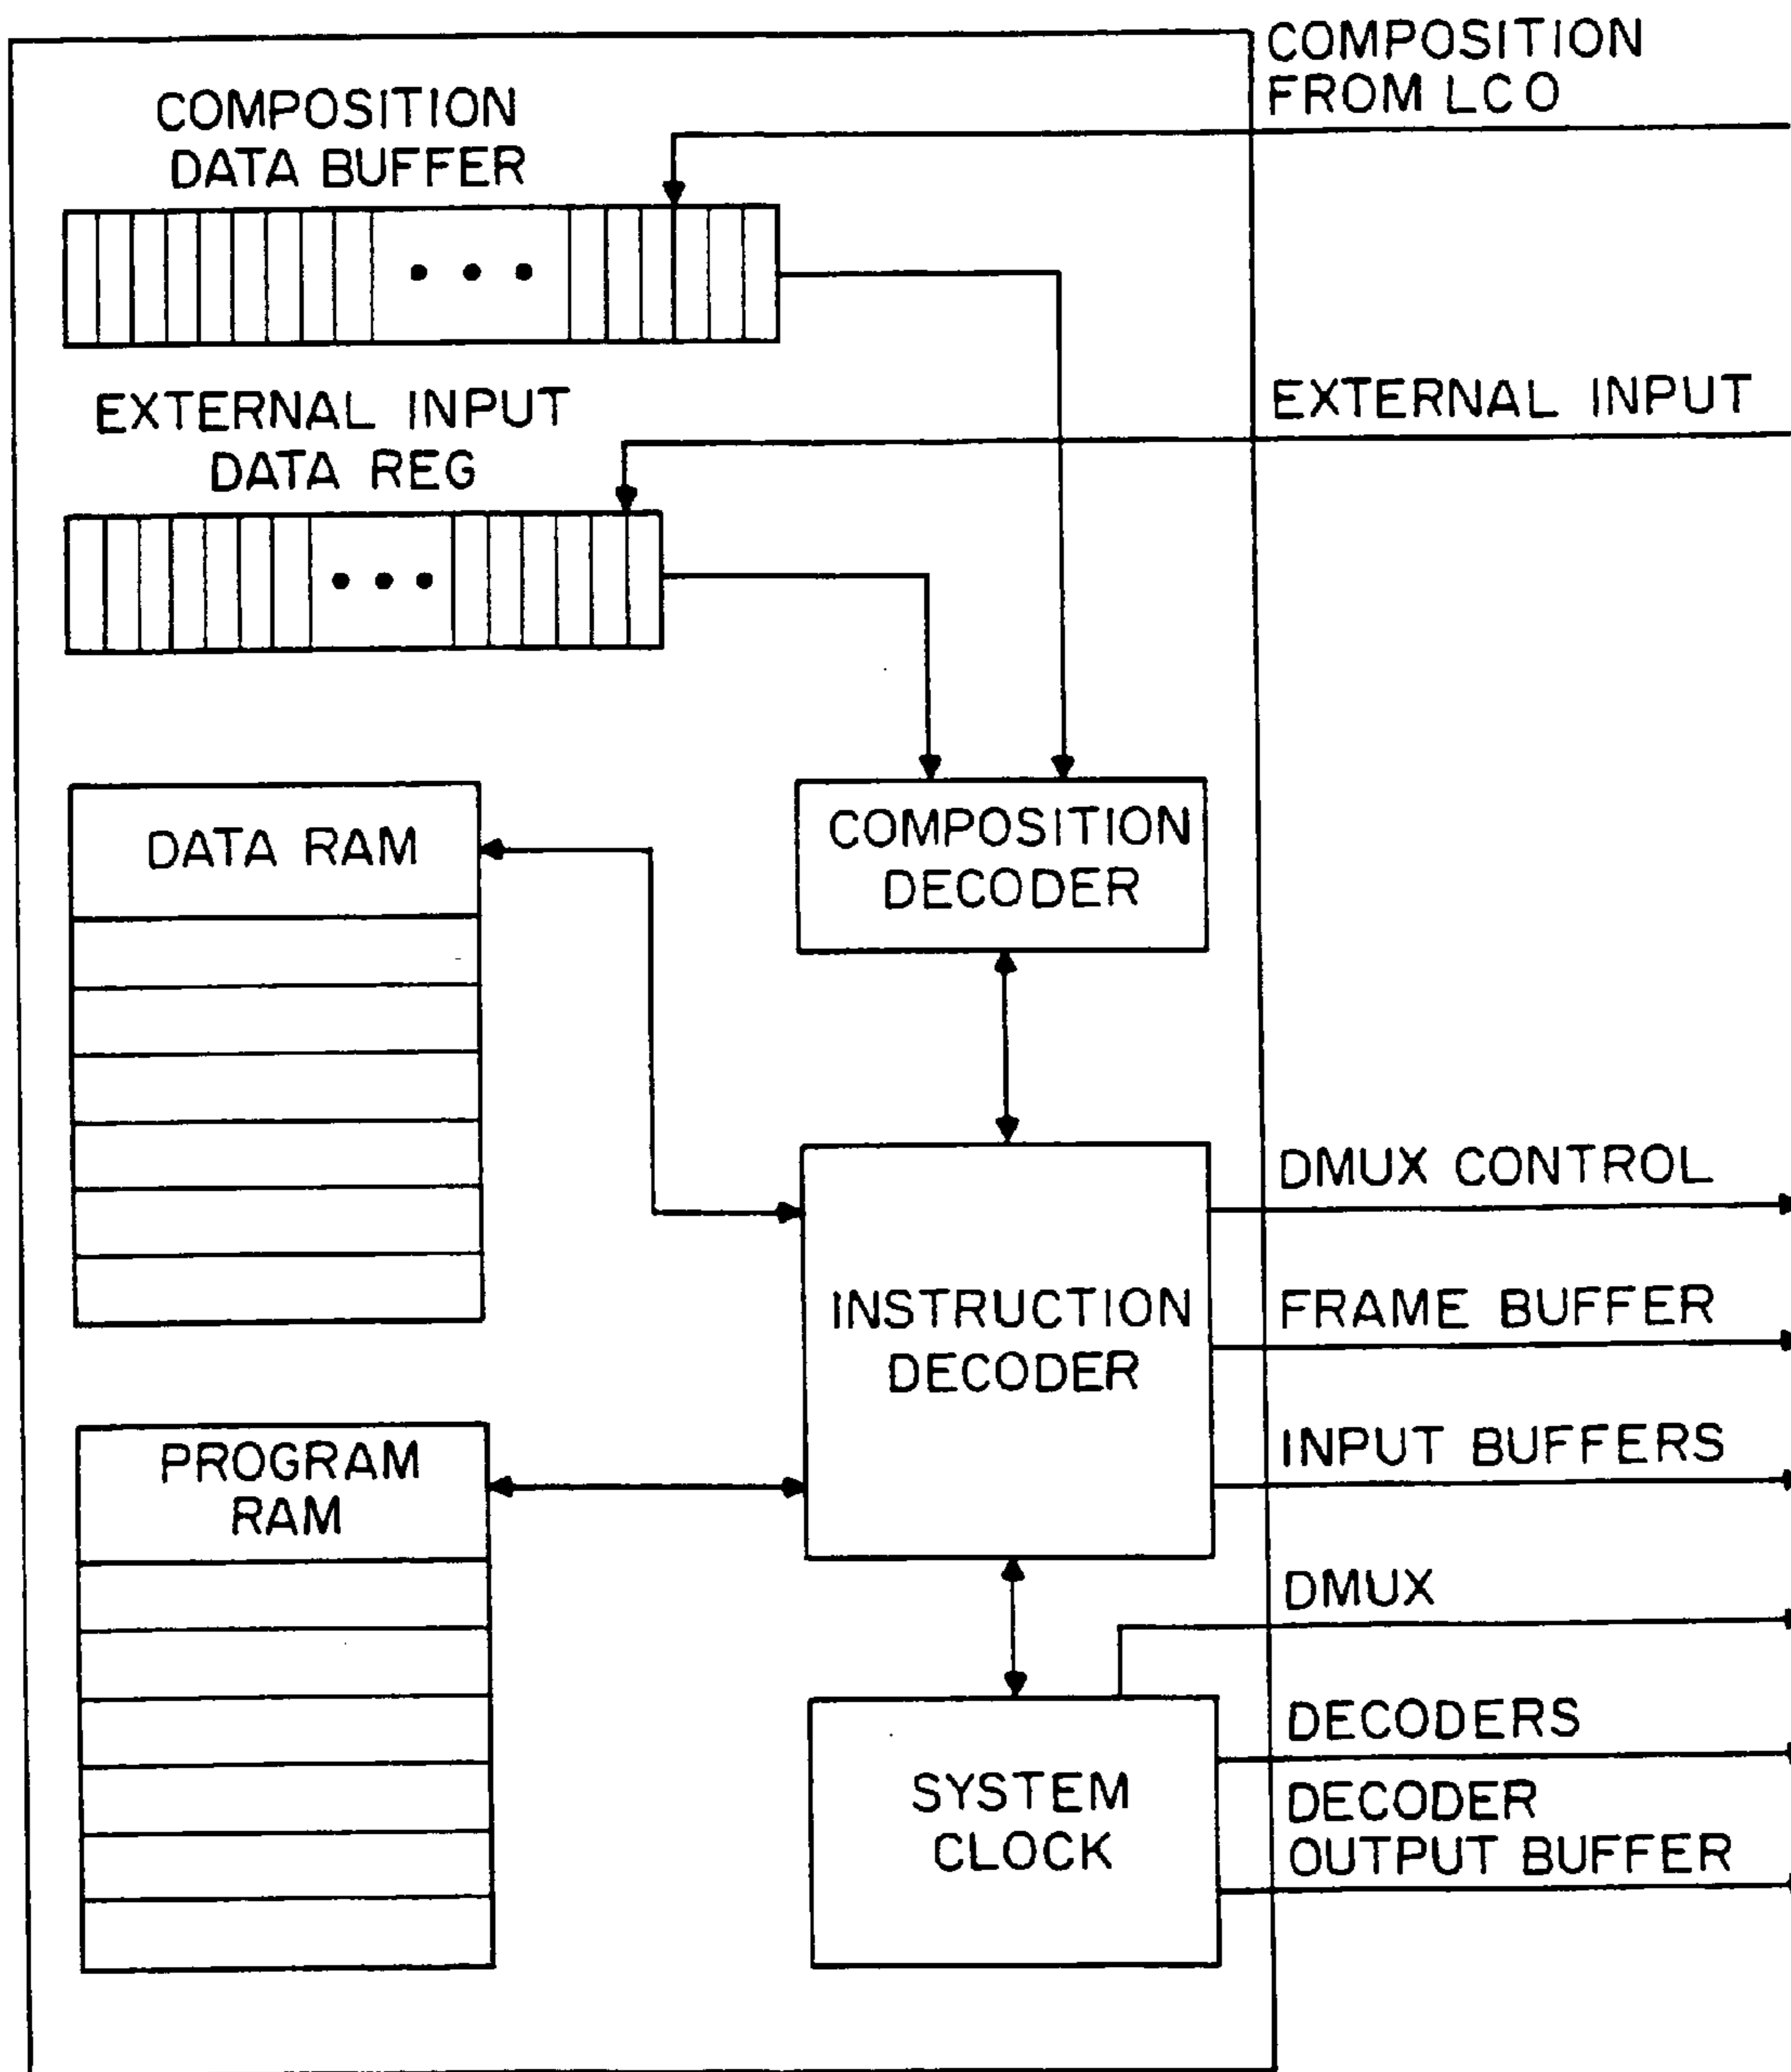 COMPOSITION
FROM LCO
COMPOSITION
DATA BUFFER
EXTERNAL INPUT
EXTERNAL INPUT
DATA REG
DATA RAM
COMPOSITION
DECODER
DMUX CONTROL
INSTRUCTION
DECODER
FRAME BUFFER
INPUT BUFFERS
PROGRAM
RAM
DMUX
SYSTEM
CLOCK
DECODERS
DECODER
OUTPUT BUFFER